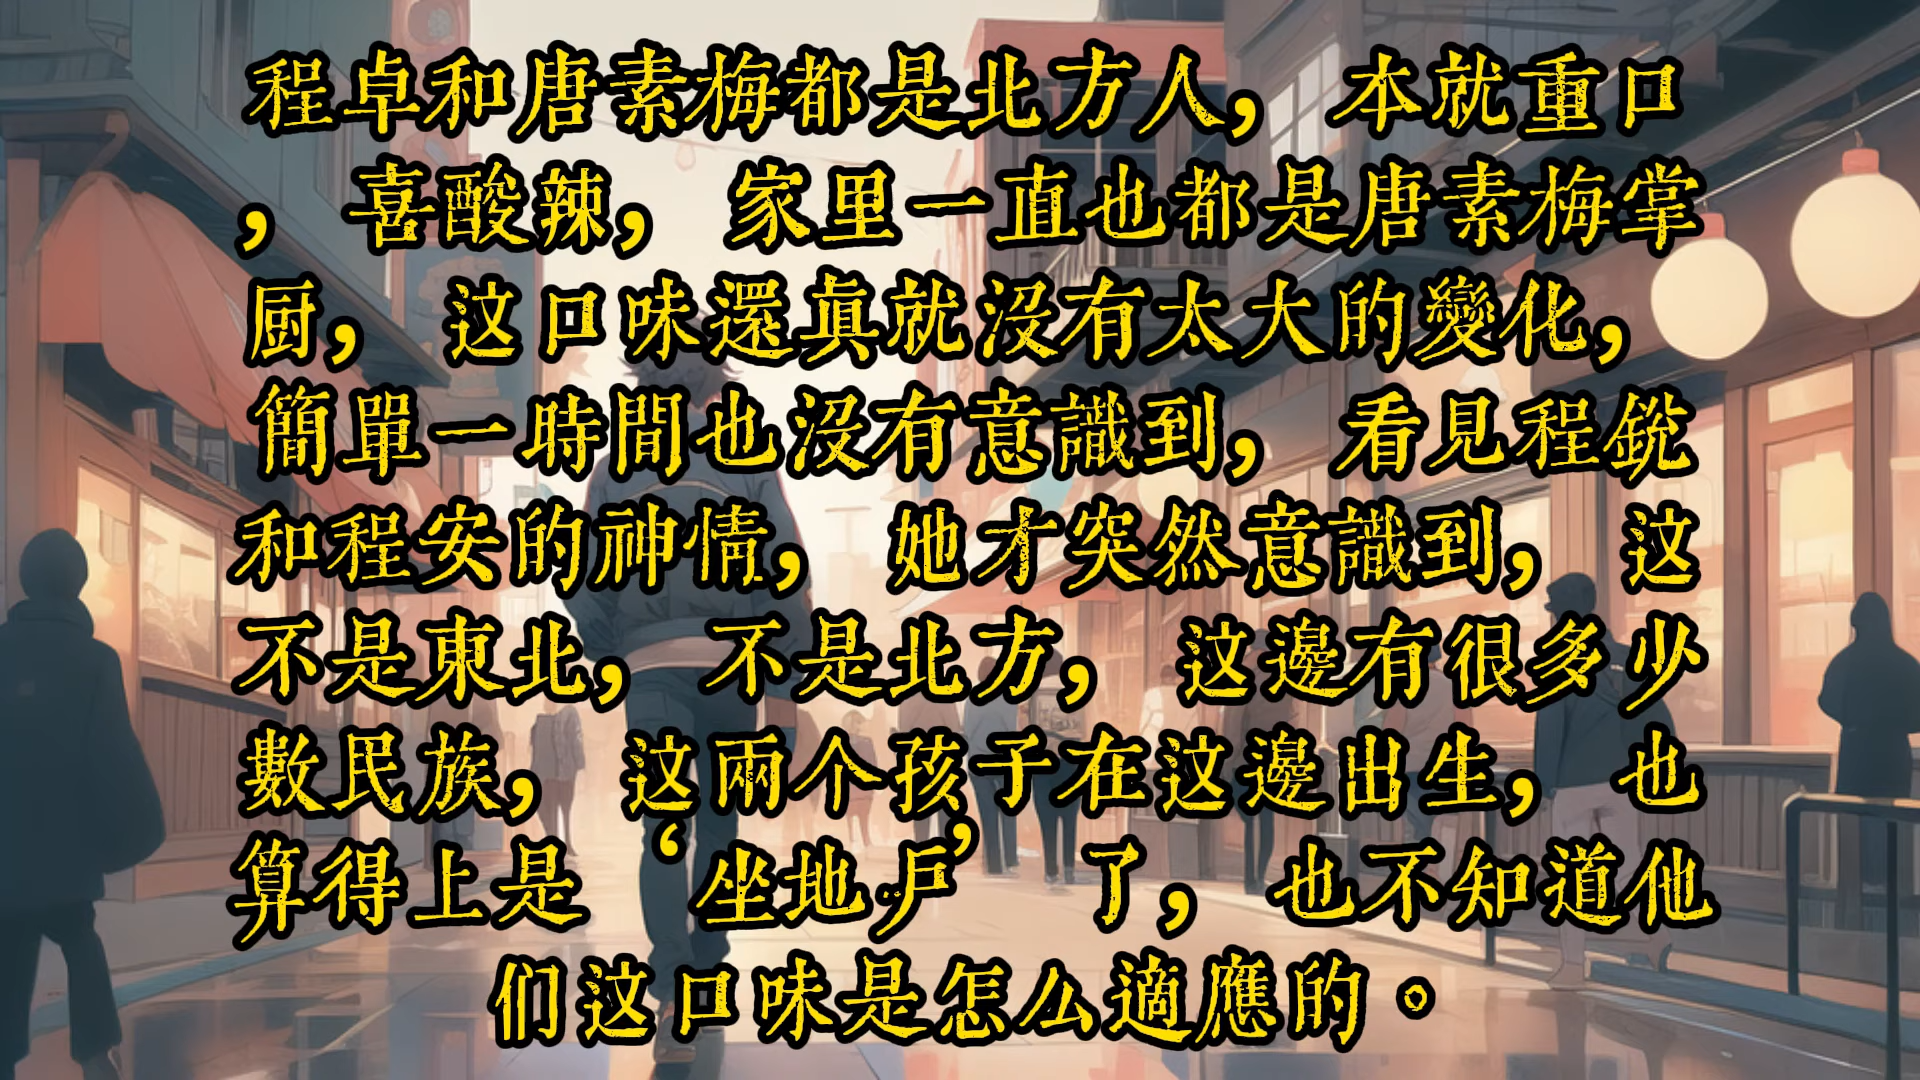 程卓和唐素梅都是北方人，本就重口
，喜酸辣，家里一直也都是唐素梅掌
厨，这口味還真就沒有太大的變化，
簡單一時間也沒有意識到，看見程銳
和程安的神情，她才突然意識到，这
不是東北，不是北方，这邊有很多少
數民族，这兩个孩子在这邊出生，也
算得上是‘坐地戶’了，也不知道他
们这口味是怎么適應的。